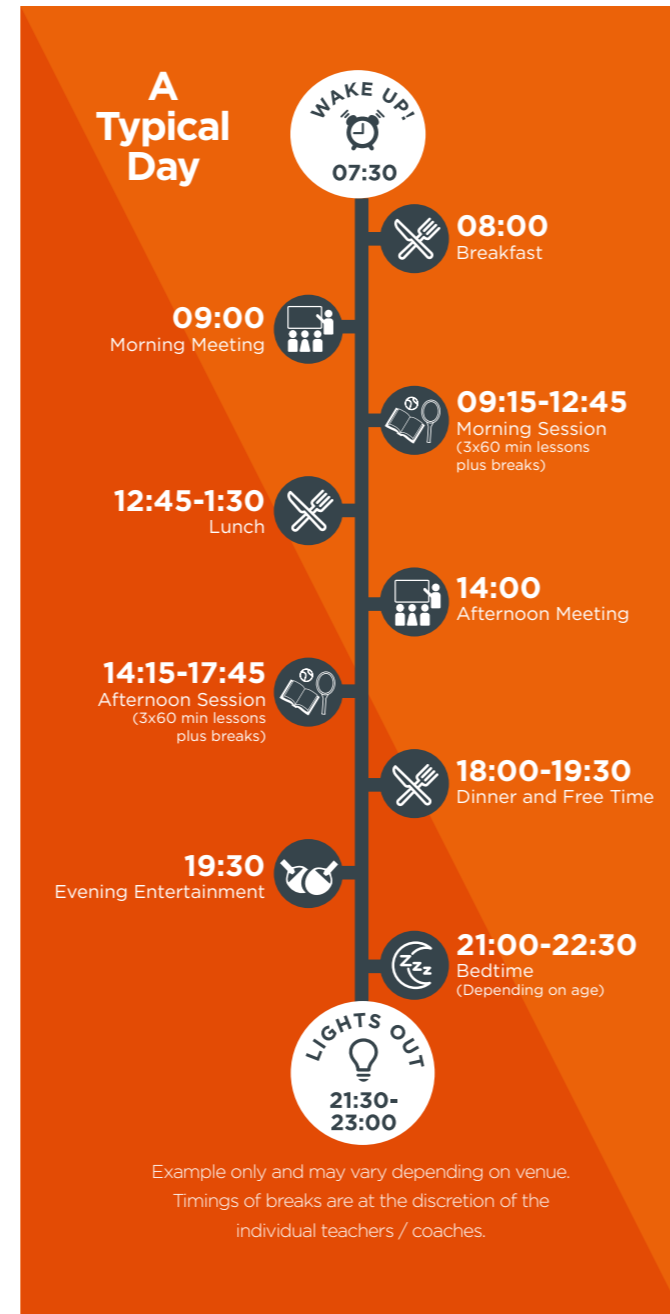 A
Typical
Day
WAKE UP!
07:30
08:00
Breakfast
09:00
Morning Meeting
09:15-12:45
Morning Session
(3x60 min lessons
plus breaks)
12:45-1:30
Lunch
14:00
Afternoon Meeting
14:15-17:45
Afternoon Session
(3x60 min lessons
plus breaks)
18:00-19:30
Dinner and Free Time
19:30
Evening Entertainment
21:00-22:30
Bedtime
(Depending on age)
zzz
LIGHTS OUT
21:30-
23:00
Example only and may vary depending on venue.
Timings of breaks are at the discretion of the
individual teachers / coaches.